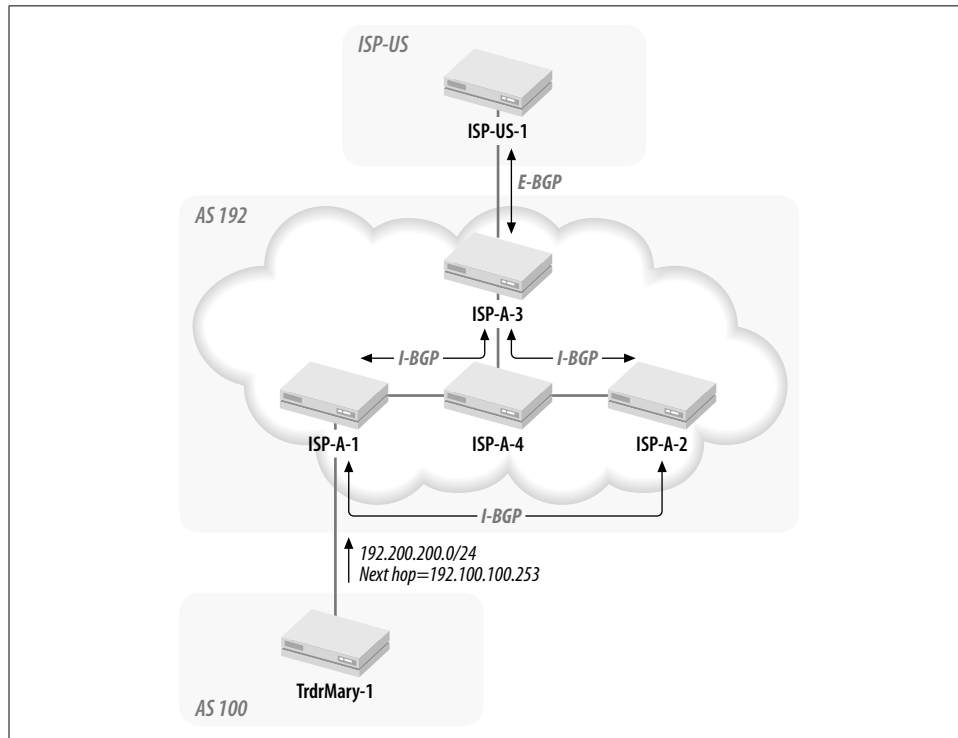 ISP-US
ISP-US-1
E-BGP
AS 192
ISP-A-3
I-BGP
I-BGP
ISP-A-1
ISP-A-4
ISP-A-2
I-BGP
192.200.200.0/24
Next hop=192.100.100.253
TrdrMary-1
AS 100